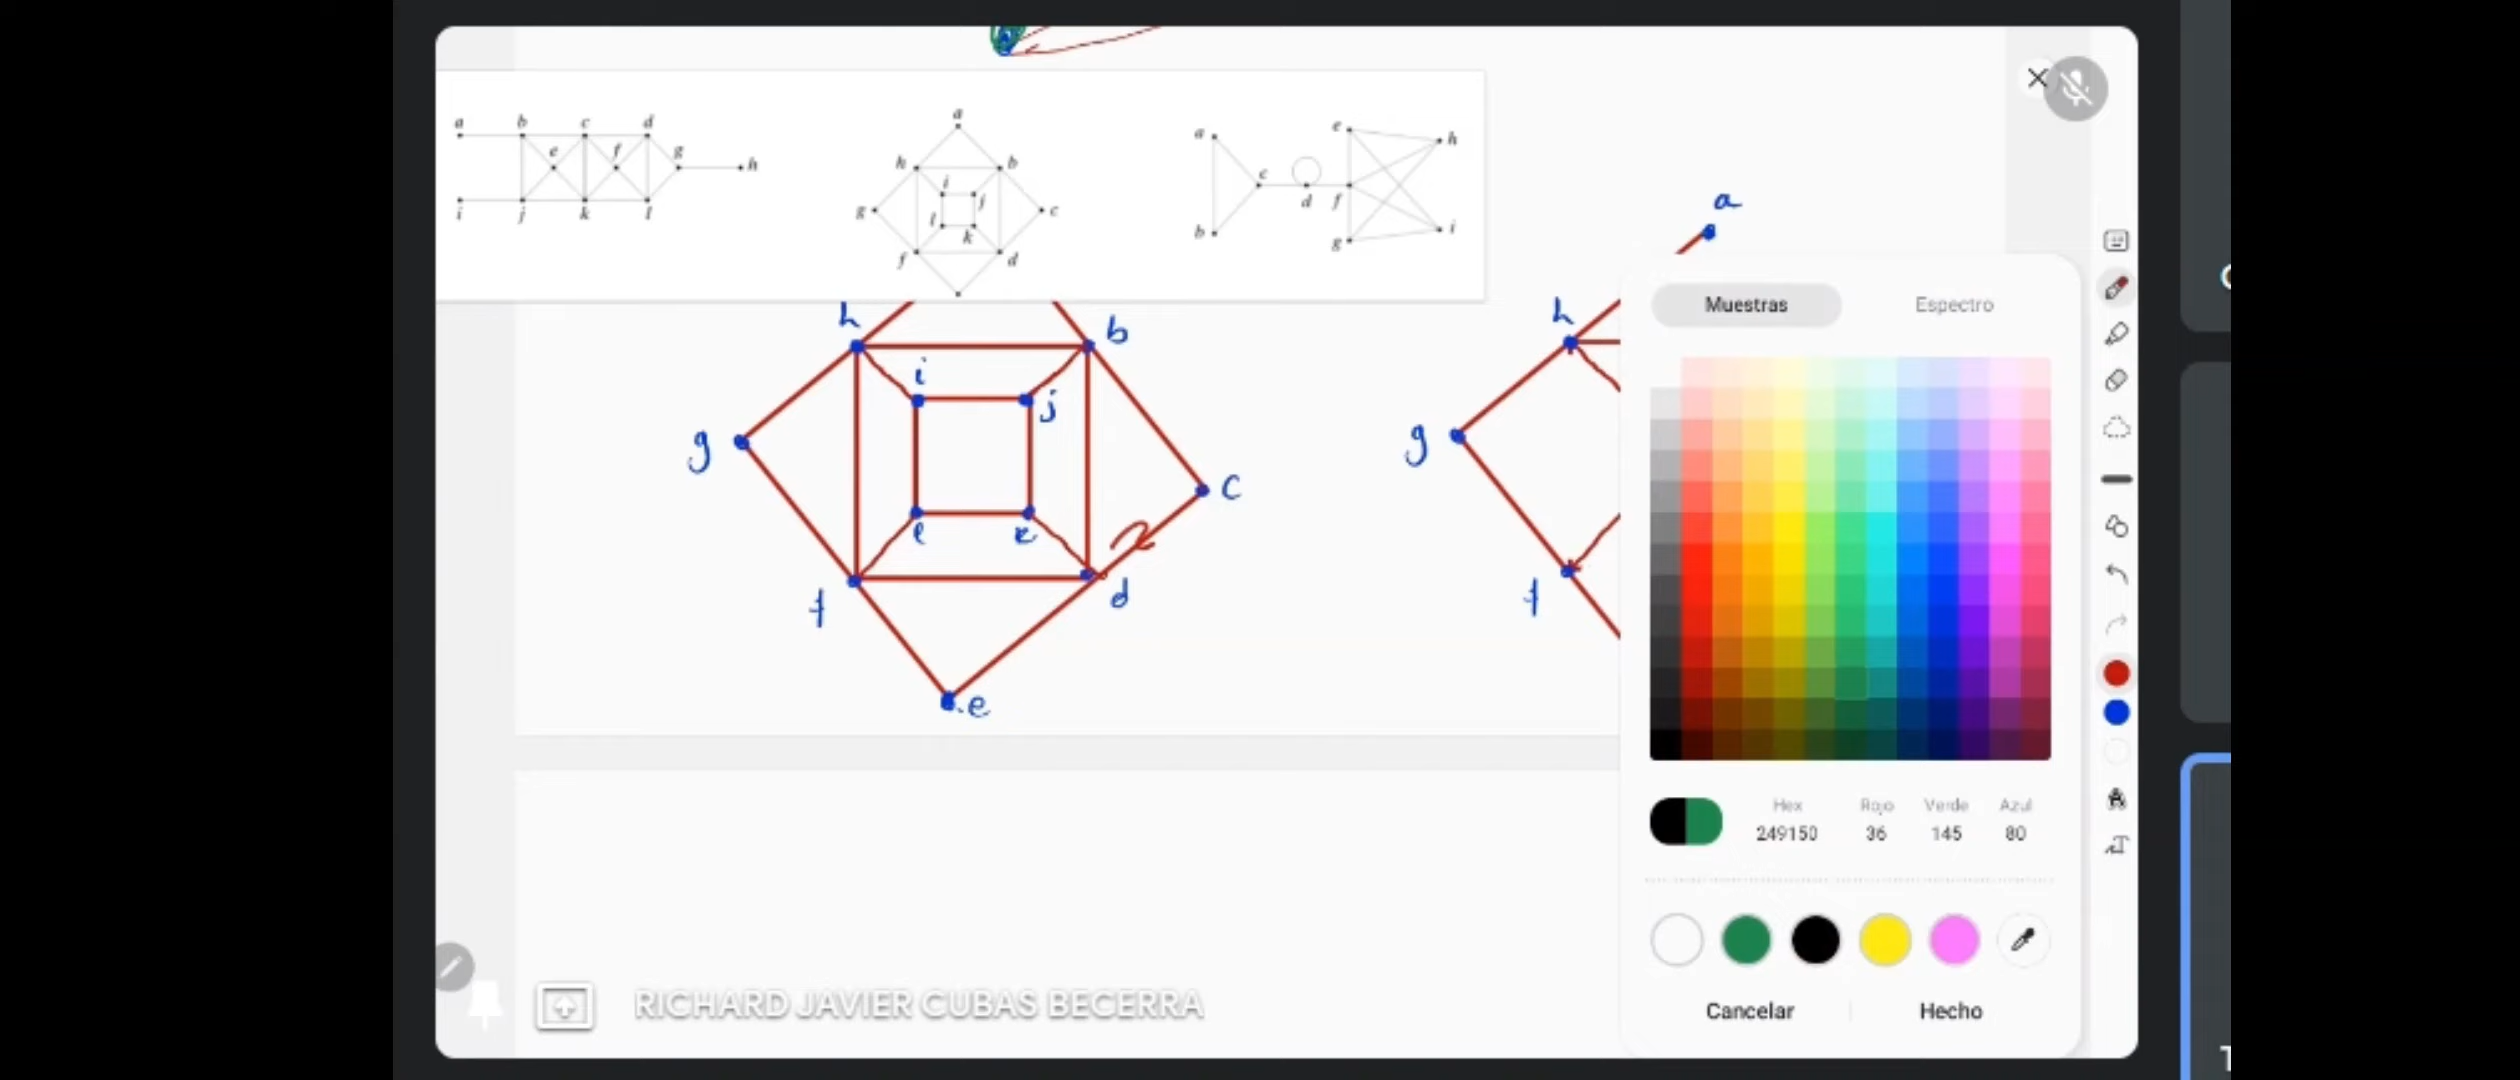 a b c d
e f g h
i j k l
a
h b
i j
g c
l k
f d
a e h
c
d f
b g i
a
h b
i
j
g c
l k
f d
e
h
g
f
Muestras Espectro
Hex Rojo Verde Azul
249150 36 145 80
Cancelar Hecho
RICHARD JAVIER CUBAS BECERRA